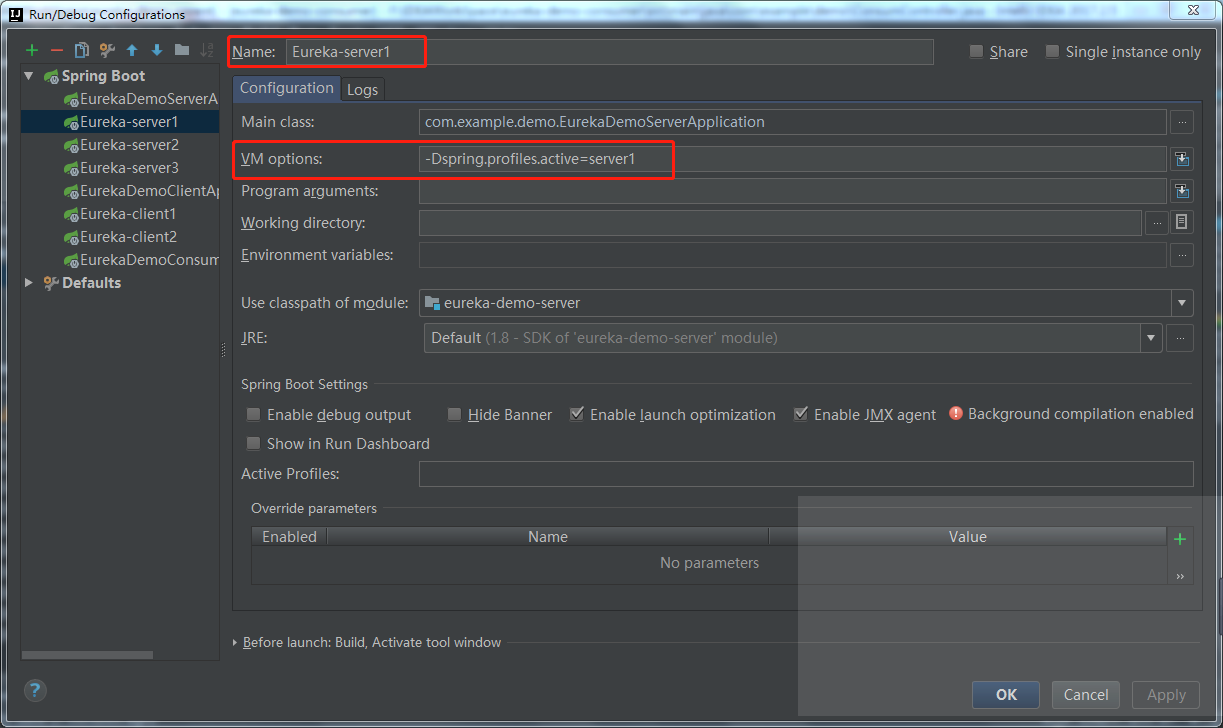 Run/Debug Configurations
Name: Eureka-server1
Share
Single instance only
Spring Boot
EurekaDemoServerA
Eureka-server1
Eureka-server2
Eureka-server3
EurekaDemoClientAp
Eureka-client1
Eureka-client2
EurekaDemoConsum
Defaults
Configuration
Logs
Main class: com.example.demo.EurekaDemoServerApplication
VM options: -Dspring.profiles.active=server1
Program arguments:
Working directory:
Environment variables:
Use classpath of module: eureka-demo-server
JRE: Default (1.8 - SDK of 'eureka-demo-server' module)
Spring Boot Settings
Enable debug output
Hide Banner
Enable launch optimization
Enable JMX agent
Background compilation enabled
Show in Run Dashboard
Active Profiles:
Override parameters
Enabled Name Value
No parameters
Before launch: Build, Activate tool window
OK
Cancel
Apply